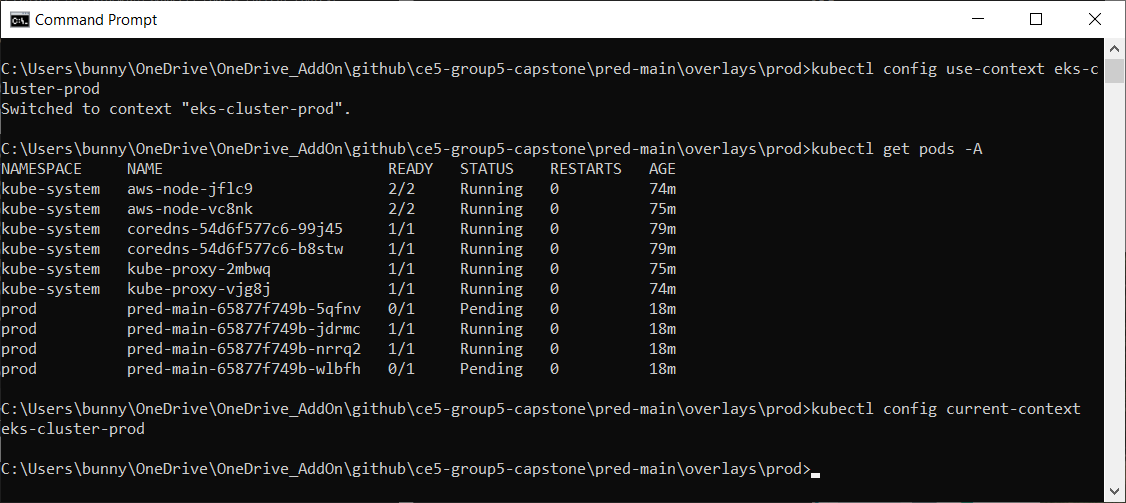 Command Prompt
C:\Users\bunny\OneDrive\OneDrive_AddOn\github\ce5-group5-capstone\pred-main\overlays\prod>kubectl config use-context eks-c
luster-prod
Switched to context "eks-cluster-prod".
C:\Users\bunny\OneDrive\OneDrive_AddOn\github\ce5-group5-capstone\pred-main\overlays\prod>kubectl get pods -A
NAMESPACE     NAME                         READY   STATUS    RESTARTS   AGE
kube-system   aws-node-jflc9               2/2     Running   0          74m
kube-system   aws-node-vc8nk               2/2     Running   0          75m
kube-system   coredns-54d6f577c6-99j45     1/1     Running   0          79m
kube-system   coredns-54d6f577c6-b8stw     1/1     Running   0          79m
kube-system   kube-proxy-2mbwq             1/1     Running   0          75m
kube-system   kube-proxy-vjg8j             1/1     Running   0          74m
prod          pred-main-65877f749b-5qfnv   0/1     Pending   0          18m
prod          pred-main-65877f749b-jdrmc   1/1     Running   0          18m
prod          pred-main-65877f749b-nrrq2   1/1     Running   0          18m
prod          pred-main-65877f749b-wlbfh   0/1     Pending   0          18m
C:\Users\bunny\OneDrive\OneDrive_AddOn\github\ce5-group5-capstone\pred-main\overlays\prod>kubectl config current-context
eks-cluster-prod
C:\Users\bunny\OneDrive\OneDrive_AddOn\github\ce5-group5-capstone\pred-main\overlays\prod>